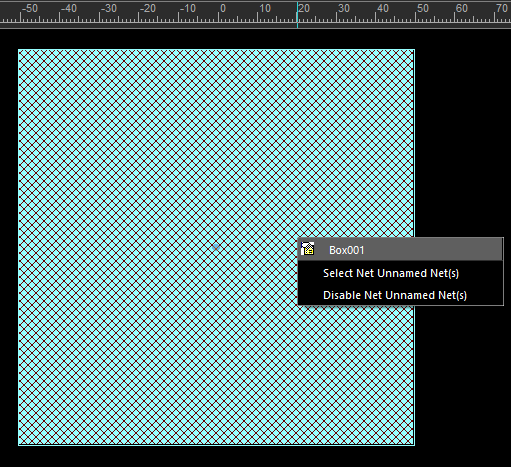 -50 -40 -30 -20 -10 0 10 20 30 40 50 60 70
Box001
Select Net Unnamed Net(s)
Disable Net Unnamed Net(s)